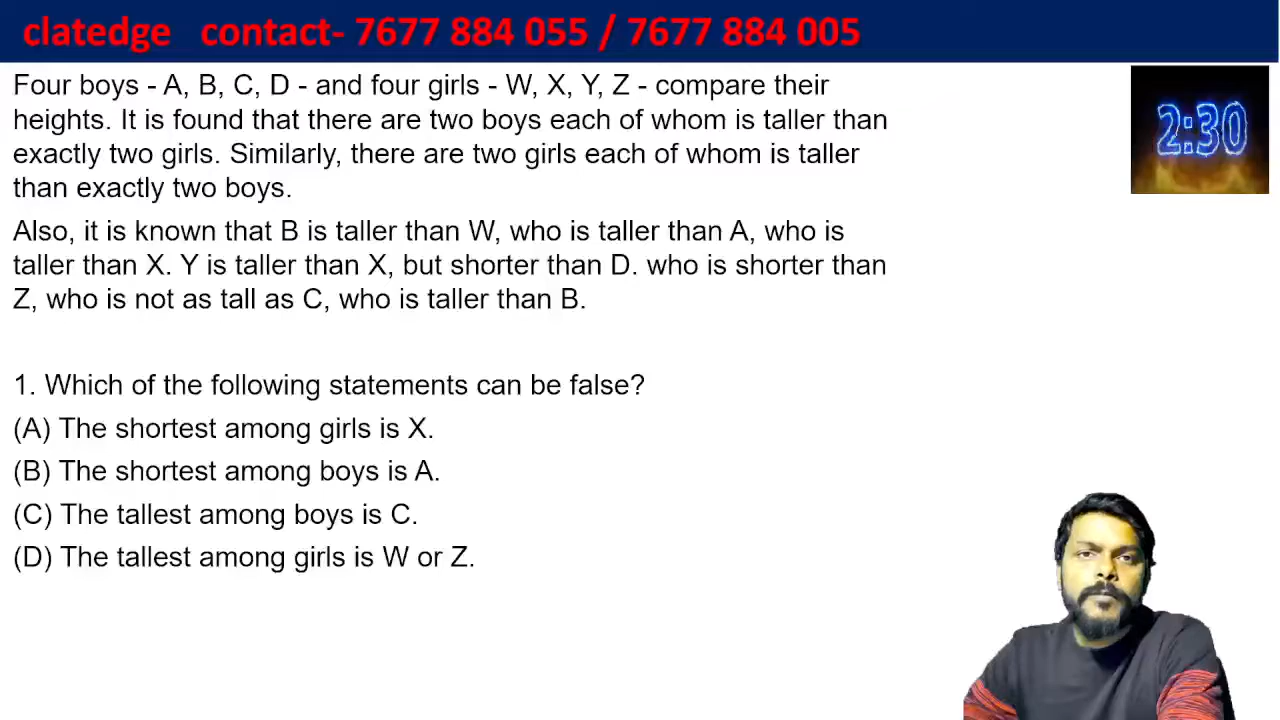 clatedge contact- 7677 884 055 / 7677 884 005
Four boys - A, B, C, D - and four girls - W, X, Y, Z - compare their
heights. It is found that there are two boys each of whom is taller than
exactly two girls. Similarly, there are two girls each of whom is taller
than exactly two boys.
2:30
Also, it is known that B is taller than W, who is taller than A, who is
taller than X. Y is taller than X, but shorter than D. who is shorter than
Z, who is not as tall as C, who is taller than B.
1. Which of the following statements can be false?
(A) The shortest among girls is X.
(B) The shortest among boys is A.
(C) The tallest among boys is C.
(D) The tallest among girls is W or Z.